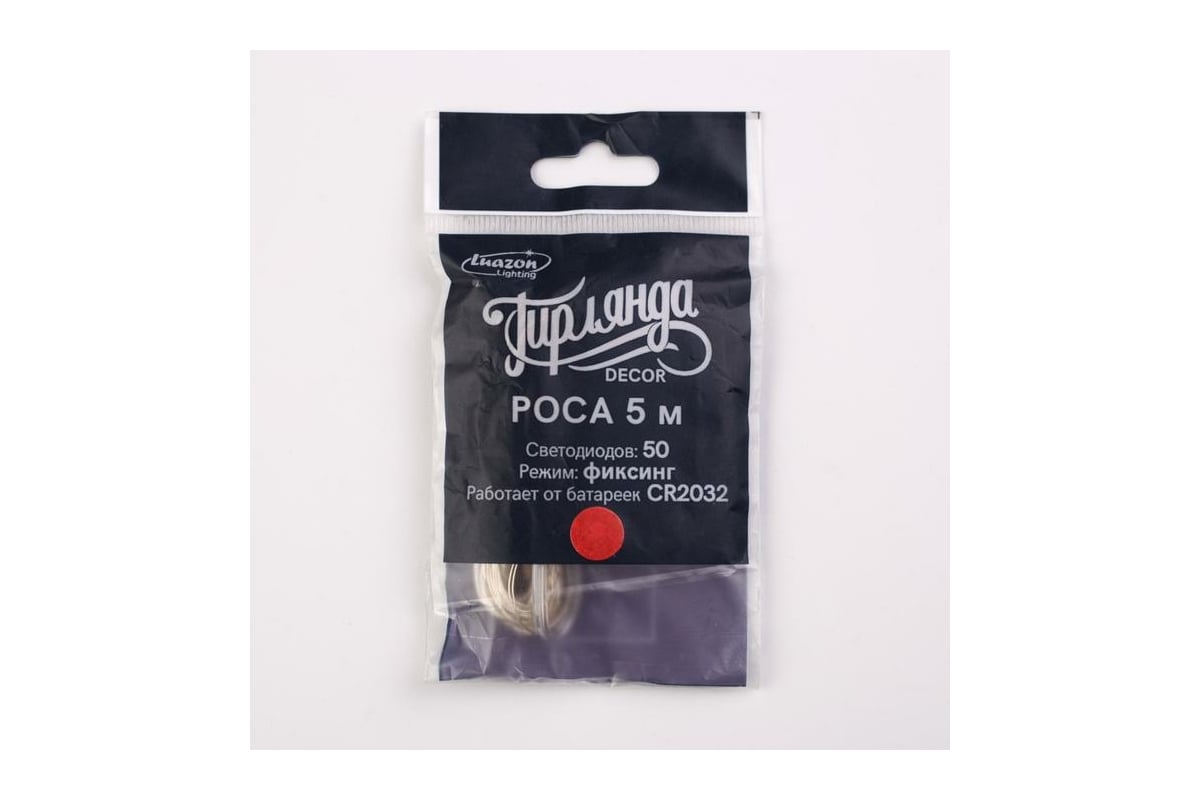 Luazon
Lighting
Гирлянда
DECOR
РОСА 5 м
Светодиодов: 50
Режим: фиксинг
Работает от батареек CR2032